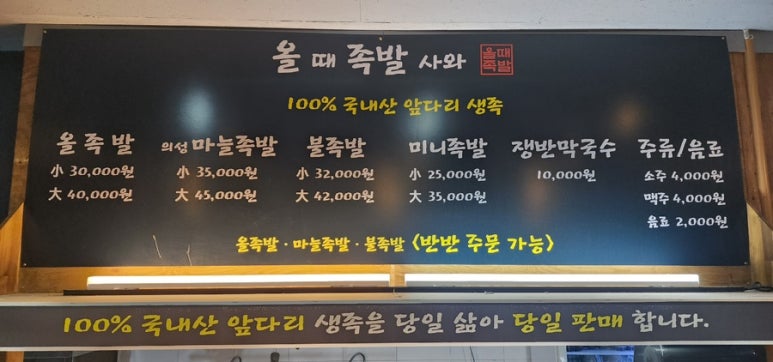 올 때 족발 사와 올때족발
100% 국내산 앞다리 생족
올족발 의성마늘족발 불족발 미니족발 쟁반막국수 주류/음료
小 30,000원 小 35,000원 小 32,000원 小 25,000원 10,000원 소주 4,000원
大 40,000원 大 45,000원 大 42,000원 大 35,000원 맥주 4,000원
음료 2,000원
올족발 · 마늘족발 · 불족발 <반반 주문 가능>
100% 국내산 앞다리 생족을 당일 삶아 당일 판매 합니다.